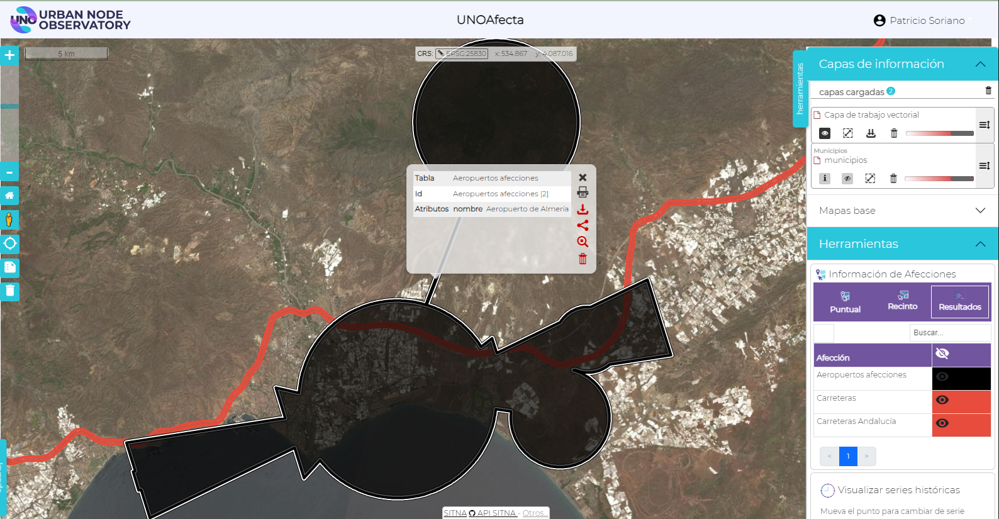 UNO URBAN NODE
OBSERVATORY
UNOAfecta
Patricio Soriano
5 km
CRS: EPSG:25830 x: 534.867 y: 4.087.016
herramientas
Capas de información
capas cargadas 2
Capa de trabajo vectorial
Municipios
municipios
Mapas base
Herramientas
Información de Afecciones
Puntual
Recinto
Resultados
Buscar...
Afección
Aeropuertos afecciones
Carreteras
Carreteras Andalucía
< 1 >
Visualizar series históricas
Mueva el punto para cambiar de serie
Tabla Aeropuertos afecciones
Id Aeropuertos afecciones [2]
Atributos nombre Aeropuerto de Almería
SITNA API SITNA - Otros...